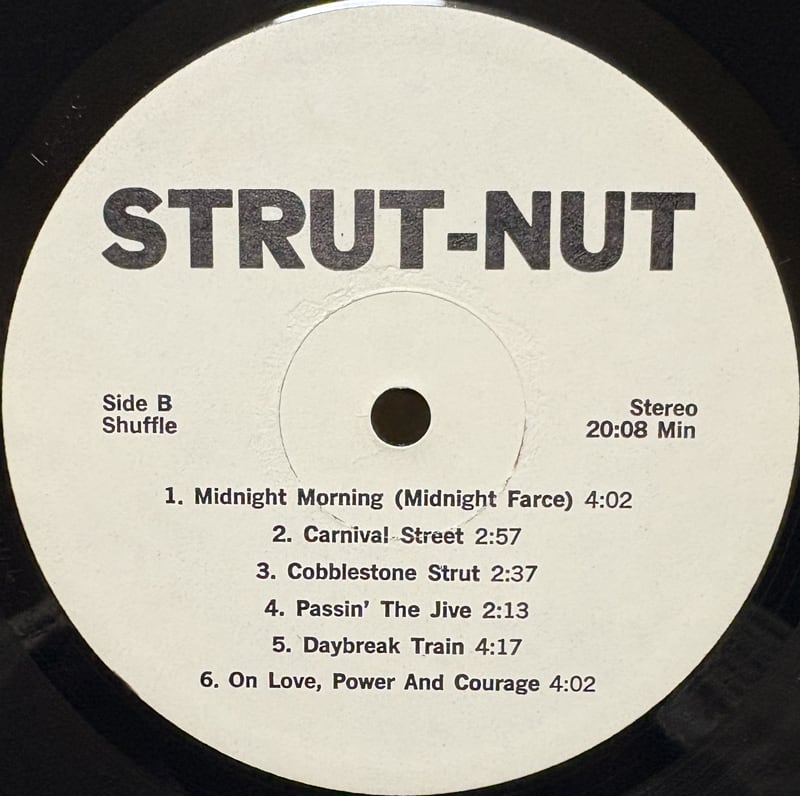 STRUT-NUT
Side B
Shuffle
Stereo
20:08 Min
1. Midnight Morning (Midnight Farce) 4:02
2. Carnival Street 2:57
3. Cobblestone Strut 2:37
4. Passin' The Jive 2:13
5. Daybreak Train 4:17
6. On Love, Power And Courage 4:02